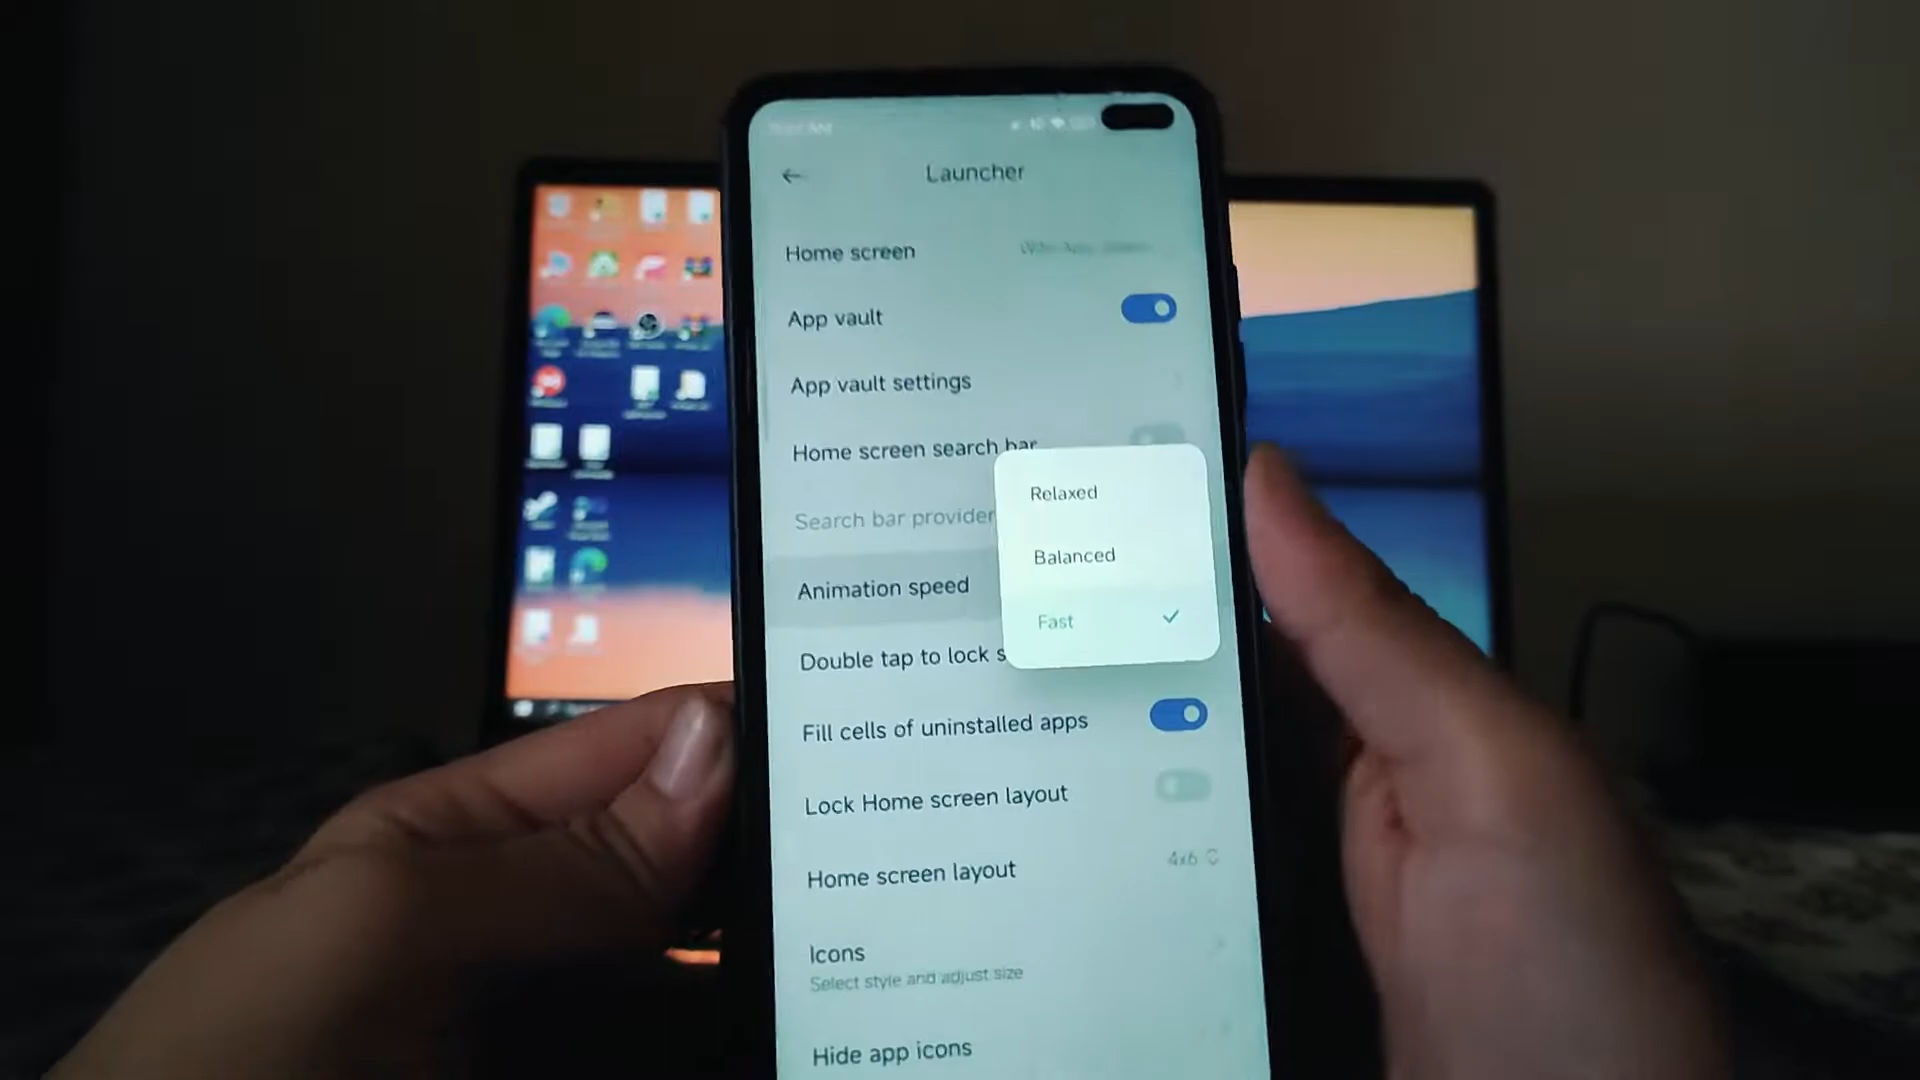 Launcher
Home screen
App vault
App vault settings
Home screen search bar
Relaxed
Search bar provider
Balanced
Animation speed
Fast
Double tap to lock s
Fill cells of uninstalled apps
Lock Home screen layout
Home screen layout 4x6
Icons
Select style and adjust size
Hide app icons